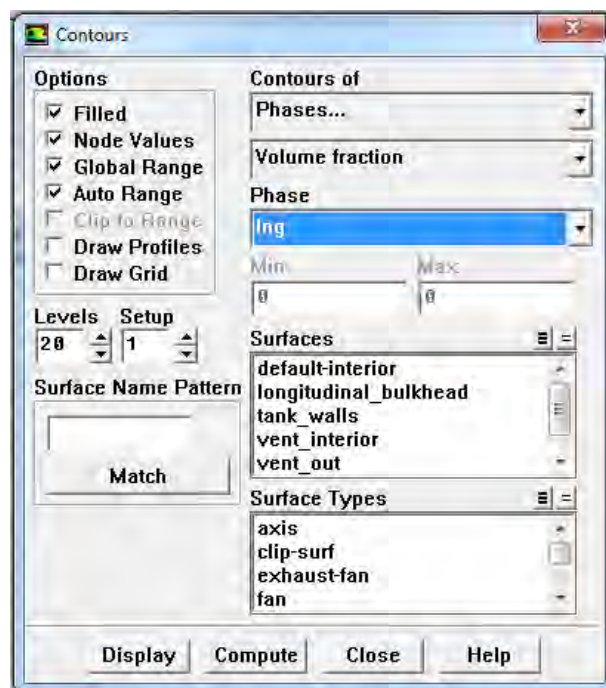 Contours
Options
Filled
Node Values
Global Range
Auto Range
Clip to Range
Draw Profiles
Draw Grid
Levels Setup
20 1
Surface Name Pattern
Match
Contours of
Phases...
Volume fraction
Phase
lng
Min Max
0 0
Surfaces
default-interior
longitudinal_bulkhead
tank_walls
vent_interior
vent_out
Surface Types
axis
clip-surf
exhaust-fan
fan
Display Compute Close Help